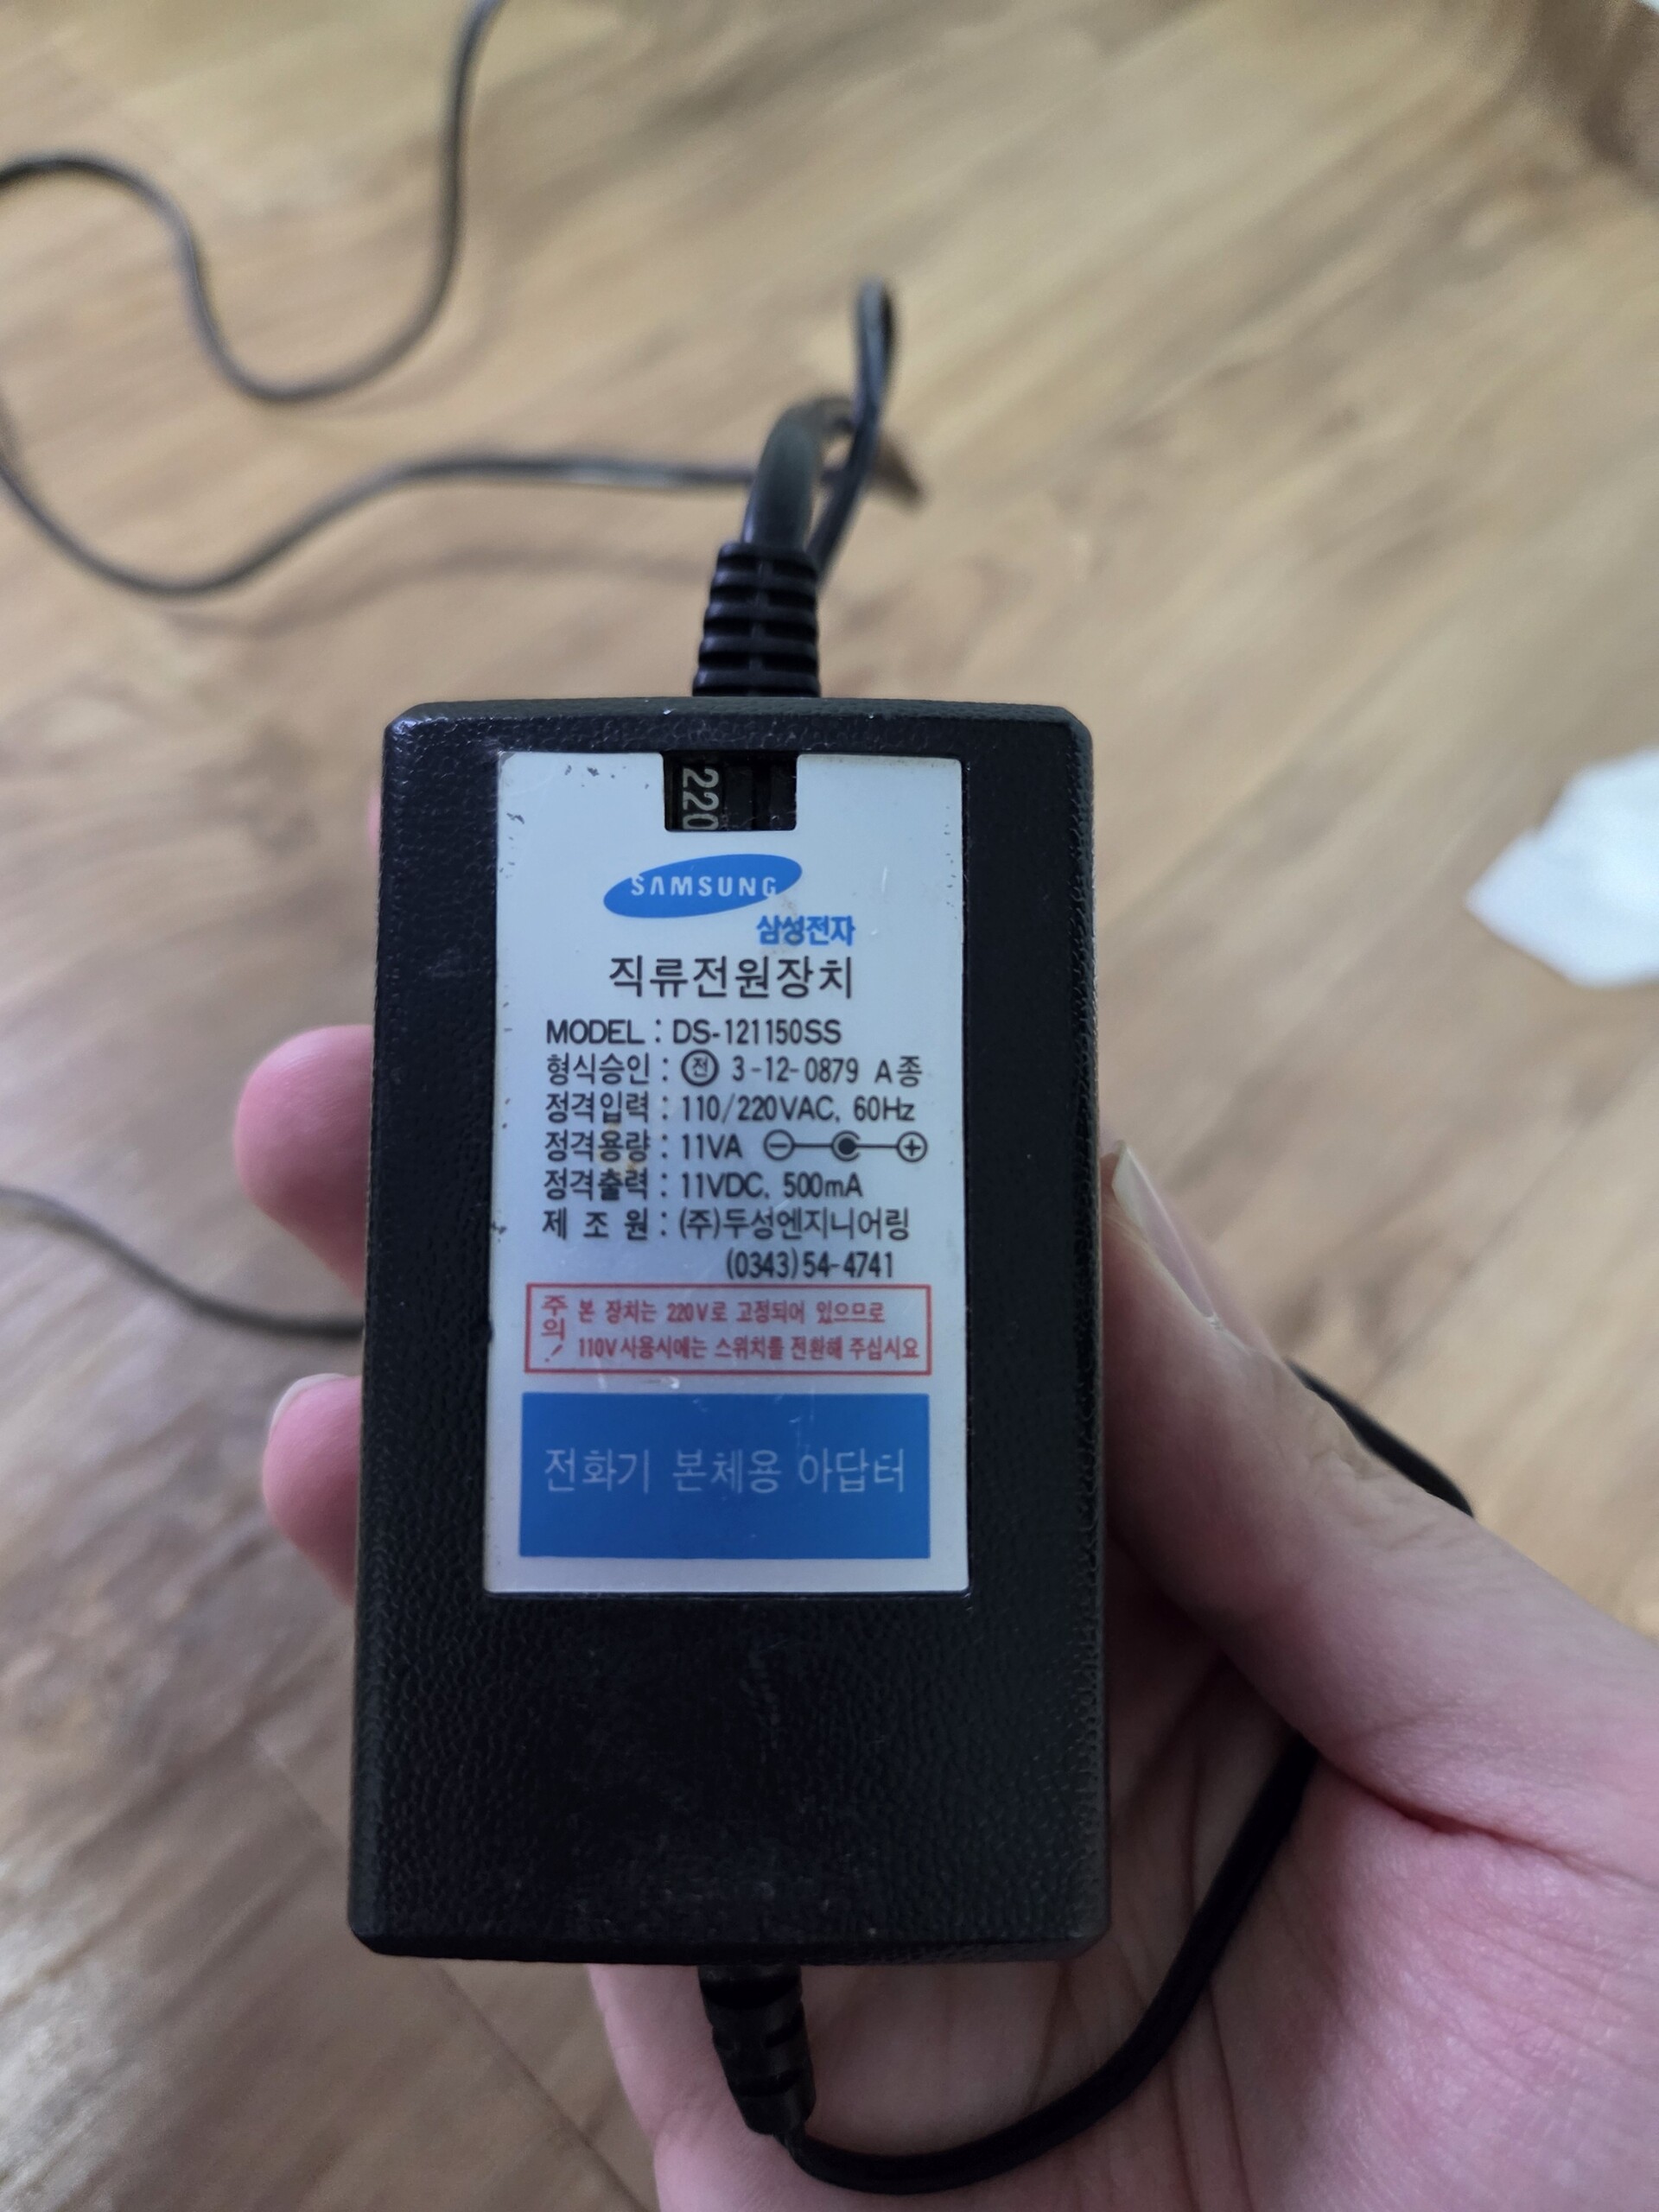 220
SAMSUNG
삼성전자
직류전원장치
MODEL : DS-121150SS
형식승인 : 전 3-12-0879 A종
정격입력 : 110/220VAC, 60Hz
정격용량 : 11VA - +
정격출력 : 11VDC, 500mA
제 조 원 : (주)두성엔지니어링
(0343)54-4741
주의! 본 장치는 220V로 고정되어 있으므로
110V사용시에는 스위치를 전환해 주십시요
전화기 본체용 아답터